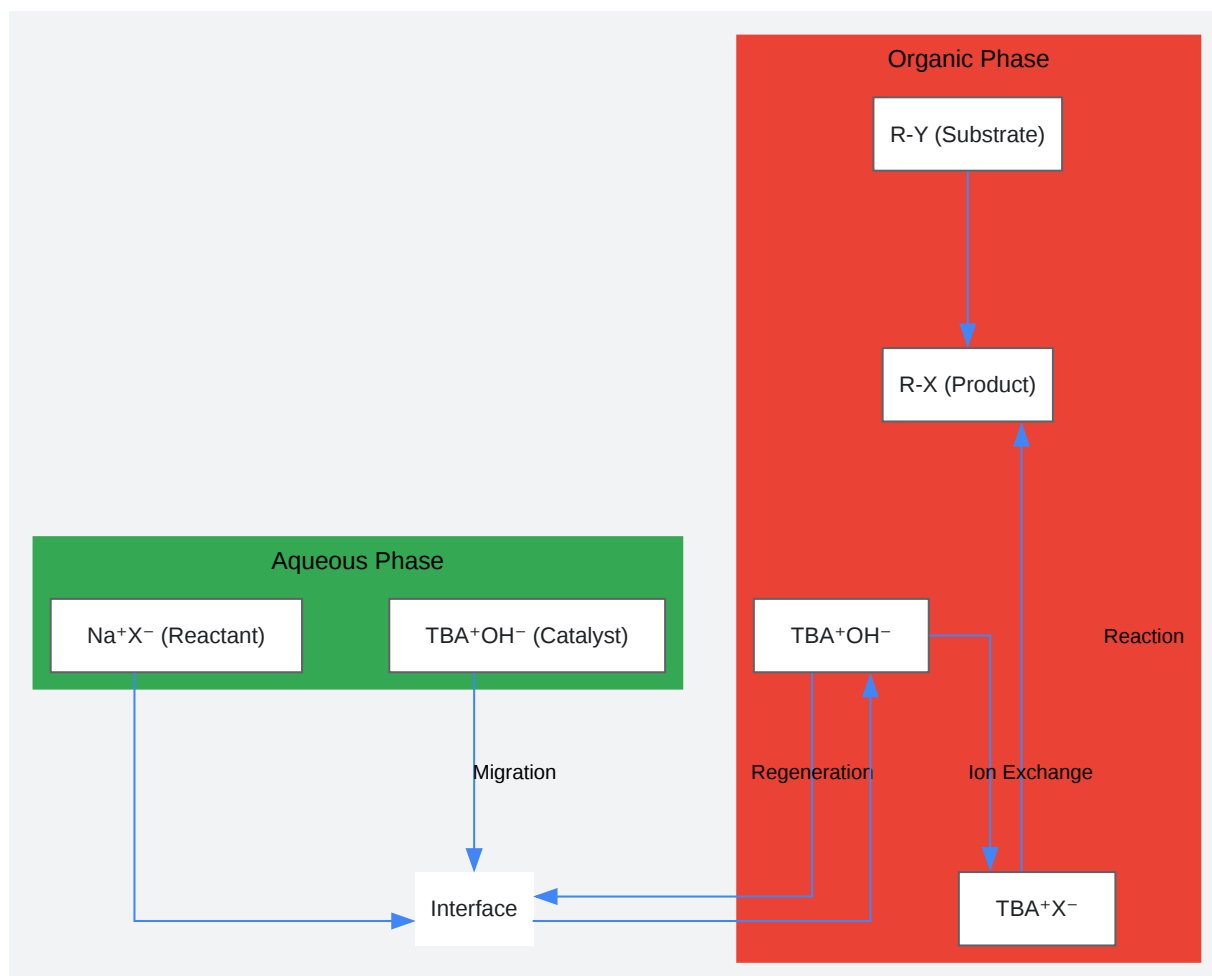 Organic Phase
R-Y (Substrate)
R-X (Product)
Aqueous Phase
Na⁺X⁻ (Reactant)
TBA⁺OH⁻ (Catalyst)
TBA⁺OH⁻
Reaction
Migration
Regeneration
Ion Exchange
Interface
TBA⁺X⁻